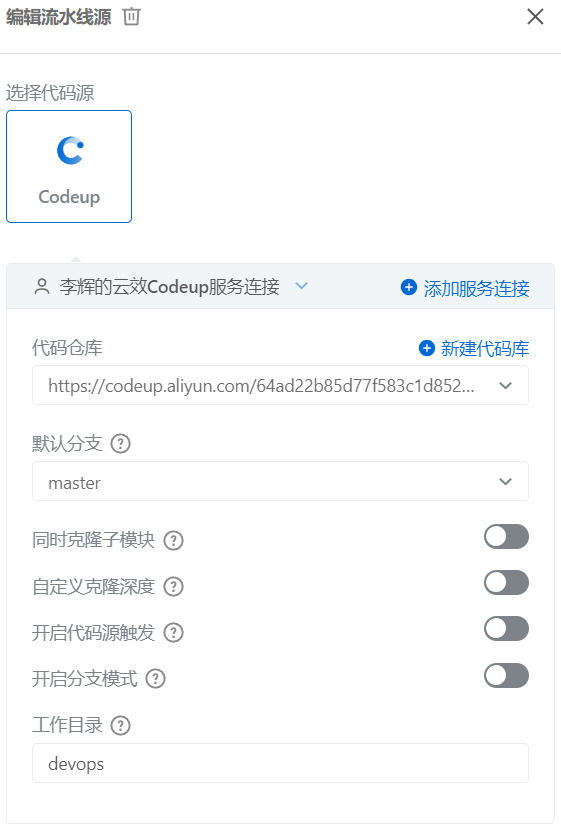 编辑流水线源
选择代码源
Codeup
李辉的云效Codeup服务连接
添加服务连接
代码仓库
新建代码库
https://codeup.aliyun.com/64ad22b85d77f583c1d852...
默认分支
master
同时克隆子模块
自定义克隆深度
开启代码源触发
开启分支模式
工作目录
devops